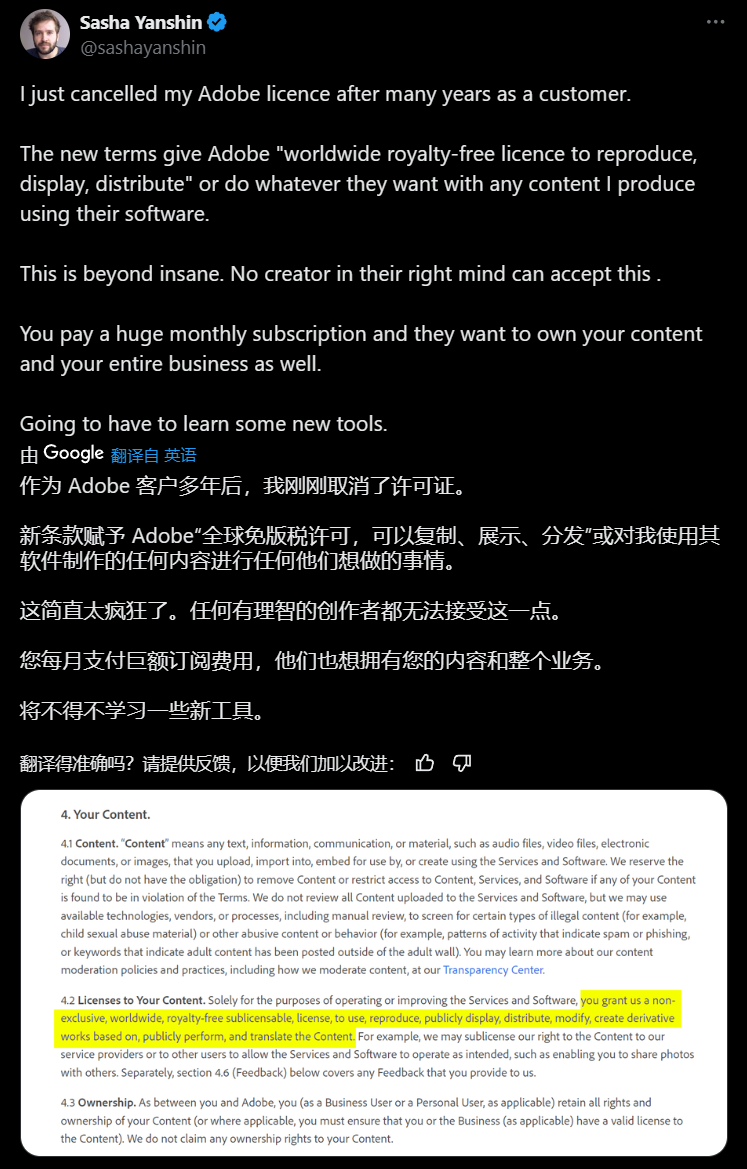 Sasha Yanshin
@sashayanshin
I just cancelled my Adobe licence after many years as a customer.
The new terms give Adobe "worldwide royalty-free licence to reproduce,
display, distribute" or do whatever they want with any content I produce
using their software.
This is beyond insane. No creator in their right mind can accept this .
You pay a huge monthly subscription and they want to own your content
and your entire business as well.
Going to have to learn some new tools.
由 Google 翻译自 英语
作为 Adobe 客户多年后，我刚刚取消了许可证。
新条款赋予 Adobe“全球免版税许可，可以复制、展示、分发”或对我使用其
软件制作的任何内容进行任何他们想做的事情。
这简直太疯狂了。任何有理智的创作者都无法接受这一点。
您每月支付巨额订阅费用，他们也想拥有您的内容和整个业务。
将不得不学习一些新工具。
翻译得准确吗？请提供反馈，以便我们加以改进：
4. Your Content.
4.1 Content. "Content" means any text, information, communication, or material, such as audio files, video files, electronic
documents, or images, that you upload, import into, embed for use by, or create using the Services and Software. We reserve the
right (but do not have the obligation) to remove Content or restrict access to Content, Services, and Software if any of your Content
is found to be in violation of the Terms. We do not review all Content uploaded to the Services and Software, but we may use
available technologies, vendors, or processes, including manual review, to screen for certain types of illegal content (for example,
child sexual abuse material) or other abusive content or behavior (for example, patterns of activity that indicate spam or phishing,
or keywords that indicate adult content has been posted outside of the adult wall). You may learn more about our content
moderation policies and practices, including how we moderate content, at our Transparency Center.
4.2 Licenses to Your Content. Solely for the purposes of operating or improving the Services and Software, you grant us a non-
exclusive, worldwide, royalty-free sublicensable, license, to use, reproduce, publicly display, distribute, modify, create derivative
works based on, publicly perform, and translate the Content. For example, we may sublicense our right to the Content to our
service providers or to other users to allow the Services and Software to operate as intended, such as enabling you to share photos
with others. Separately, section 4.6 (Feedback) below covers any Feedback that you provide to us.
4.3 Ownership. As between you and Adobe, you (as a Business User or a Personal User, as applicable) retain all rights and
ownership of your Content (or where applicable, you must ensure that you or the Business (as applicable) have a valid license to
the Content). We do not claim any ownership rights to your Content.